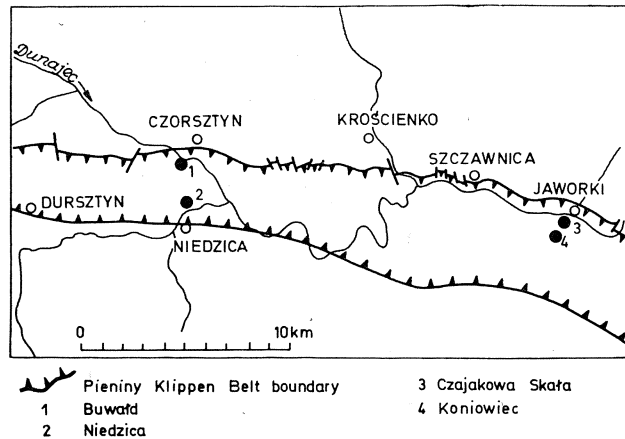 Dunajec
CZORSZTYN
KROŚCIENKO
1
SZCZAWNICA
DURSZTYN
2
JAWORKI
3
NIEDZICA
4
0 10km
Pieniny Klippen Belt boundary
1 Buwałd
2 Niedzica
3 Czajakowa Skała
4 Koniowiec